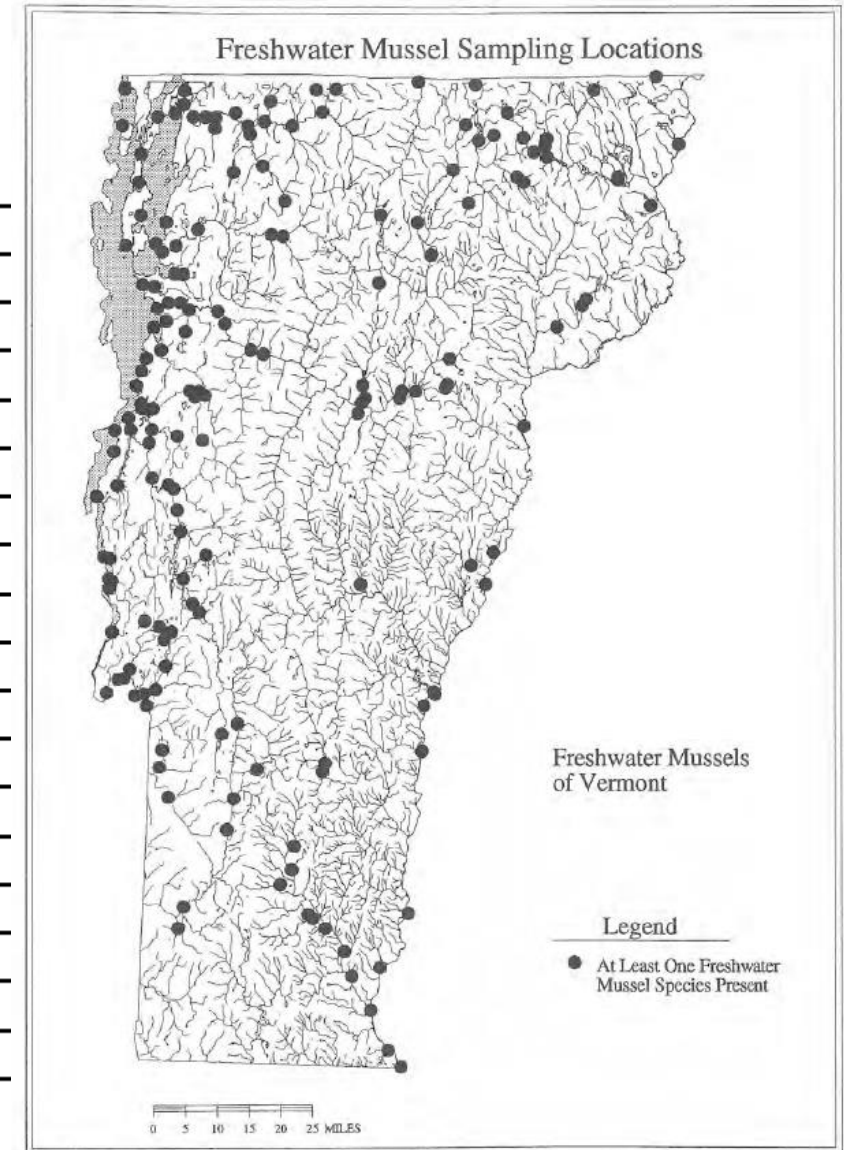 Freshwater Mussel Sampling Locations
Freshwater Mussels
of Vermont
Legend
At Least One Freshwater
Mussel Species Present
0 5 10 15 20 25 MILES